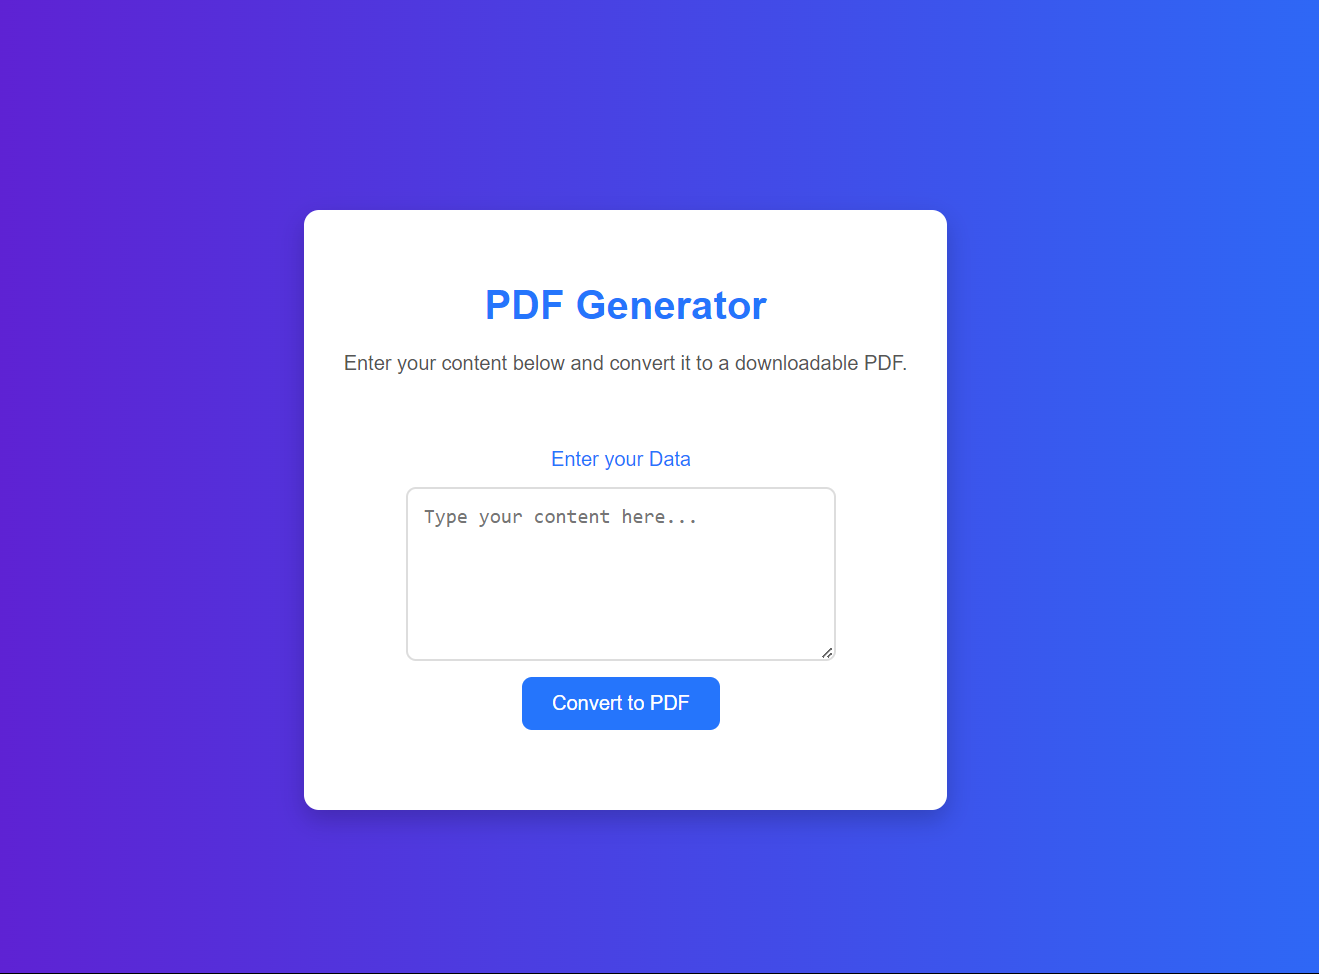 PDF Generator
Enter your content below and convert it to a downloadable PDF.
Enter your Data
Type your content here...
Convert to PDF